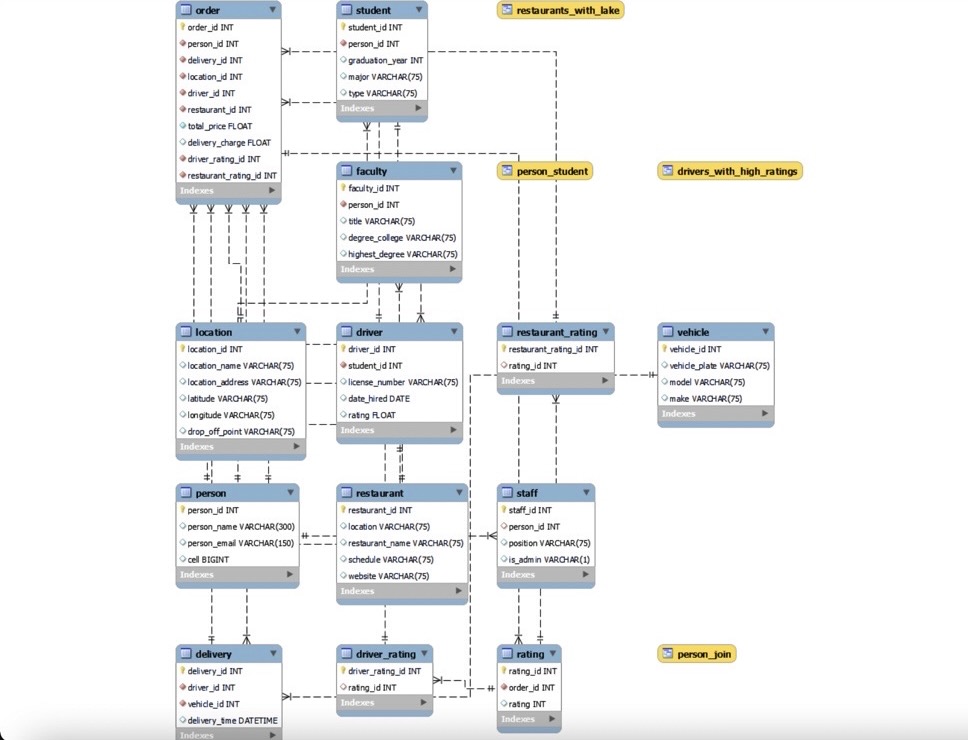 order
order_id INT
person_id INT
delivery_id INT
location_id INT
driver_id INT
restaurant_id INT
total_price FLOAT
delivery_charge FLOAT
driver_rating_id INT
restaurant_rating_id INT
Indexes
student
student_id INT
person_id INT
graduation_year INT
major VARCHAR(75)
type VARCHAR(75)
Indexes
restaurants_with_lake
faculty
faculty_id INT
person_id INT
title VARCHAR(75)
degree_college VARCHAR(75)
highest_degree VARCHAR(75)
Indexes
person_student
drivers_with_high_ratings
location
location_id INT
location_name VARCHAR(75)
location_address VARCHAR(75)
latitude VARCHAR(75)
longitude VARCHAR(75)
drop_off_point VARCHAR(75)
Indexes
driver
driver_id INT
student_id INT
license_number VARCHAR(75)
date_hired DATE
rating FLOAT
Indexes
restaurant_rating
restaurant_rating_id INT
rating_id INT
Indexes
vehicle
vehicle_id INT
vehicle_plate VARCHAR(75)
model VARCHAR(75)
make VARCHAR(75)
Indexes
person
person_id INT
person_name VARCHAR(300)
person_email VARCHAR(150)
cell BIGINT
Indexes
restaurant
restaurant_id INT
location VARCHAR(75)
restaurant_name VARCHAR(75)
schedule VARCHAR(75)
website VARCHAR(75)
Indexes
staff
staff_id INT
person_id INT
position VARCHAR(75)
is_admin VARCHAR(1)
Indexes
delivery
delivery_id INT
driver_id INT
vehicle_id INT
delivery_time DATETIME
Indexes
driver_rating
driver_rating_id INT
rating_id INT
Indexes
rating
rating_id INT
order_id INT
rating INT
Indexes
person_join